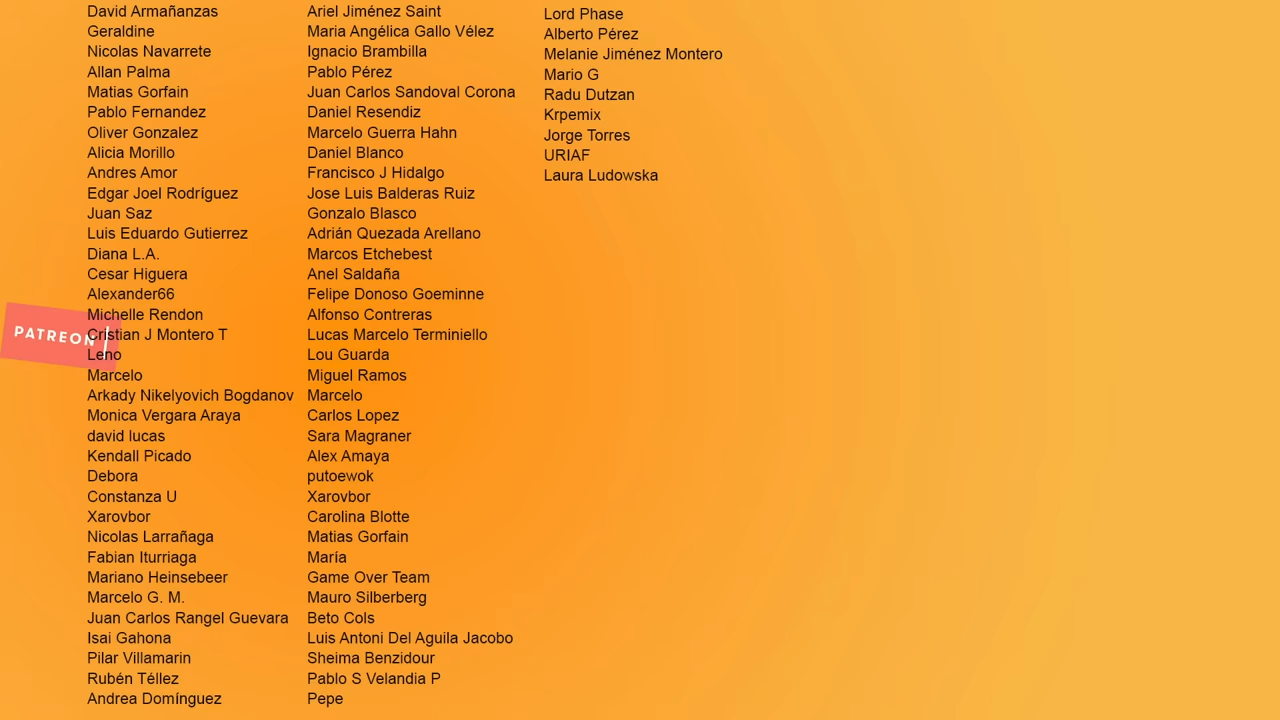 David Armañanzas
Geraldine
Nicolas Navarrete
Allan Palma
Matias Gorfain
Pablo Fernandez
Oliver Gonzalez
Alicia Morillo
Andres Amor
Edgar Joel Rodríguez
Juan Saz
Luis Eduardo Gutierrez
Diana L.A.
Cesar Higuera
Alexander66
Michelle Rendon
Cristian J Montero T
Leno
Marcelo
Arkady Nikelyovich Bogdanov
Monica Vergara Araya
david lucas
Kendall Picado
Debora
Constanza U
Xarovbor
Nicolas Larrañaga
Fabian Iturriaga
Mariano Heinsebeer
Marcelo G. M.
Juan Carlos Rangel Guevara
Isai Gahona
Pilar Villamarin
Rubén Téllez
Andrea Domínguez
Ariel Jiménez Saint
Maria Angélica Gallo Vélez
Ignacio Brambilla
Pablo Pérez
Juan Carlos Sandoval Corona
Daniel Resendiz
Marcelo Guerra Hahn
Daniel Blanco
Francisco J Hidalgo
Jose Luis Balderas Ruiz
Gonzalo Blasco
Adrián Quezada Arellano
Marcos Etchebest
Anel Saldaña
Felipe Donoso Goeminne
Alfonso Contreras
Lucas Marcelo Terminiello
Lou Guarda
Miguel Ramos
Marcelo
Carlos Lopez
Sara Magraner
Alex Amaya
putoewok
Xarovbor
Carolina Blotte
Matias Gorfain
María
Game Over Team
Mauro Silberberg
Beto Cols
Luis Antoni Del Aguila Jacobo
Sheima Benzidour
Pablo S Velandia P
Pepe
Lord Phase
Alberto Pérez
Melanie Jiménez Montero
Mario G
Radu Dutzan
Krpemix
Jorge Torres
URIAF
Laura Ludowska
PATREON